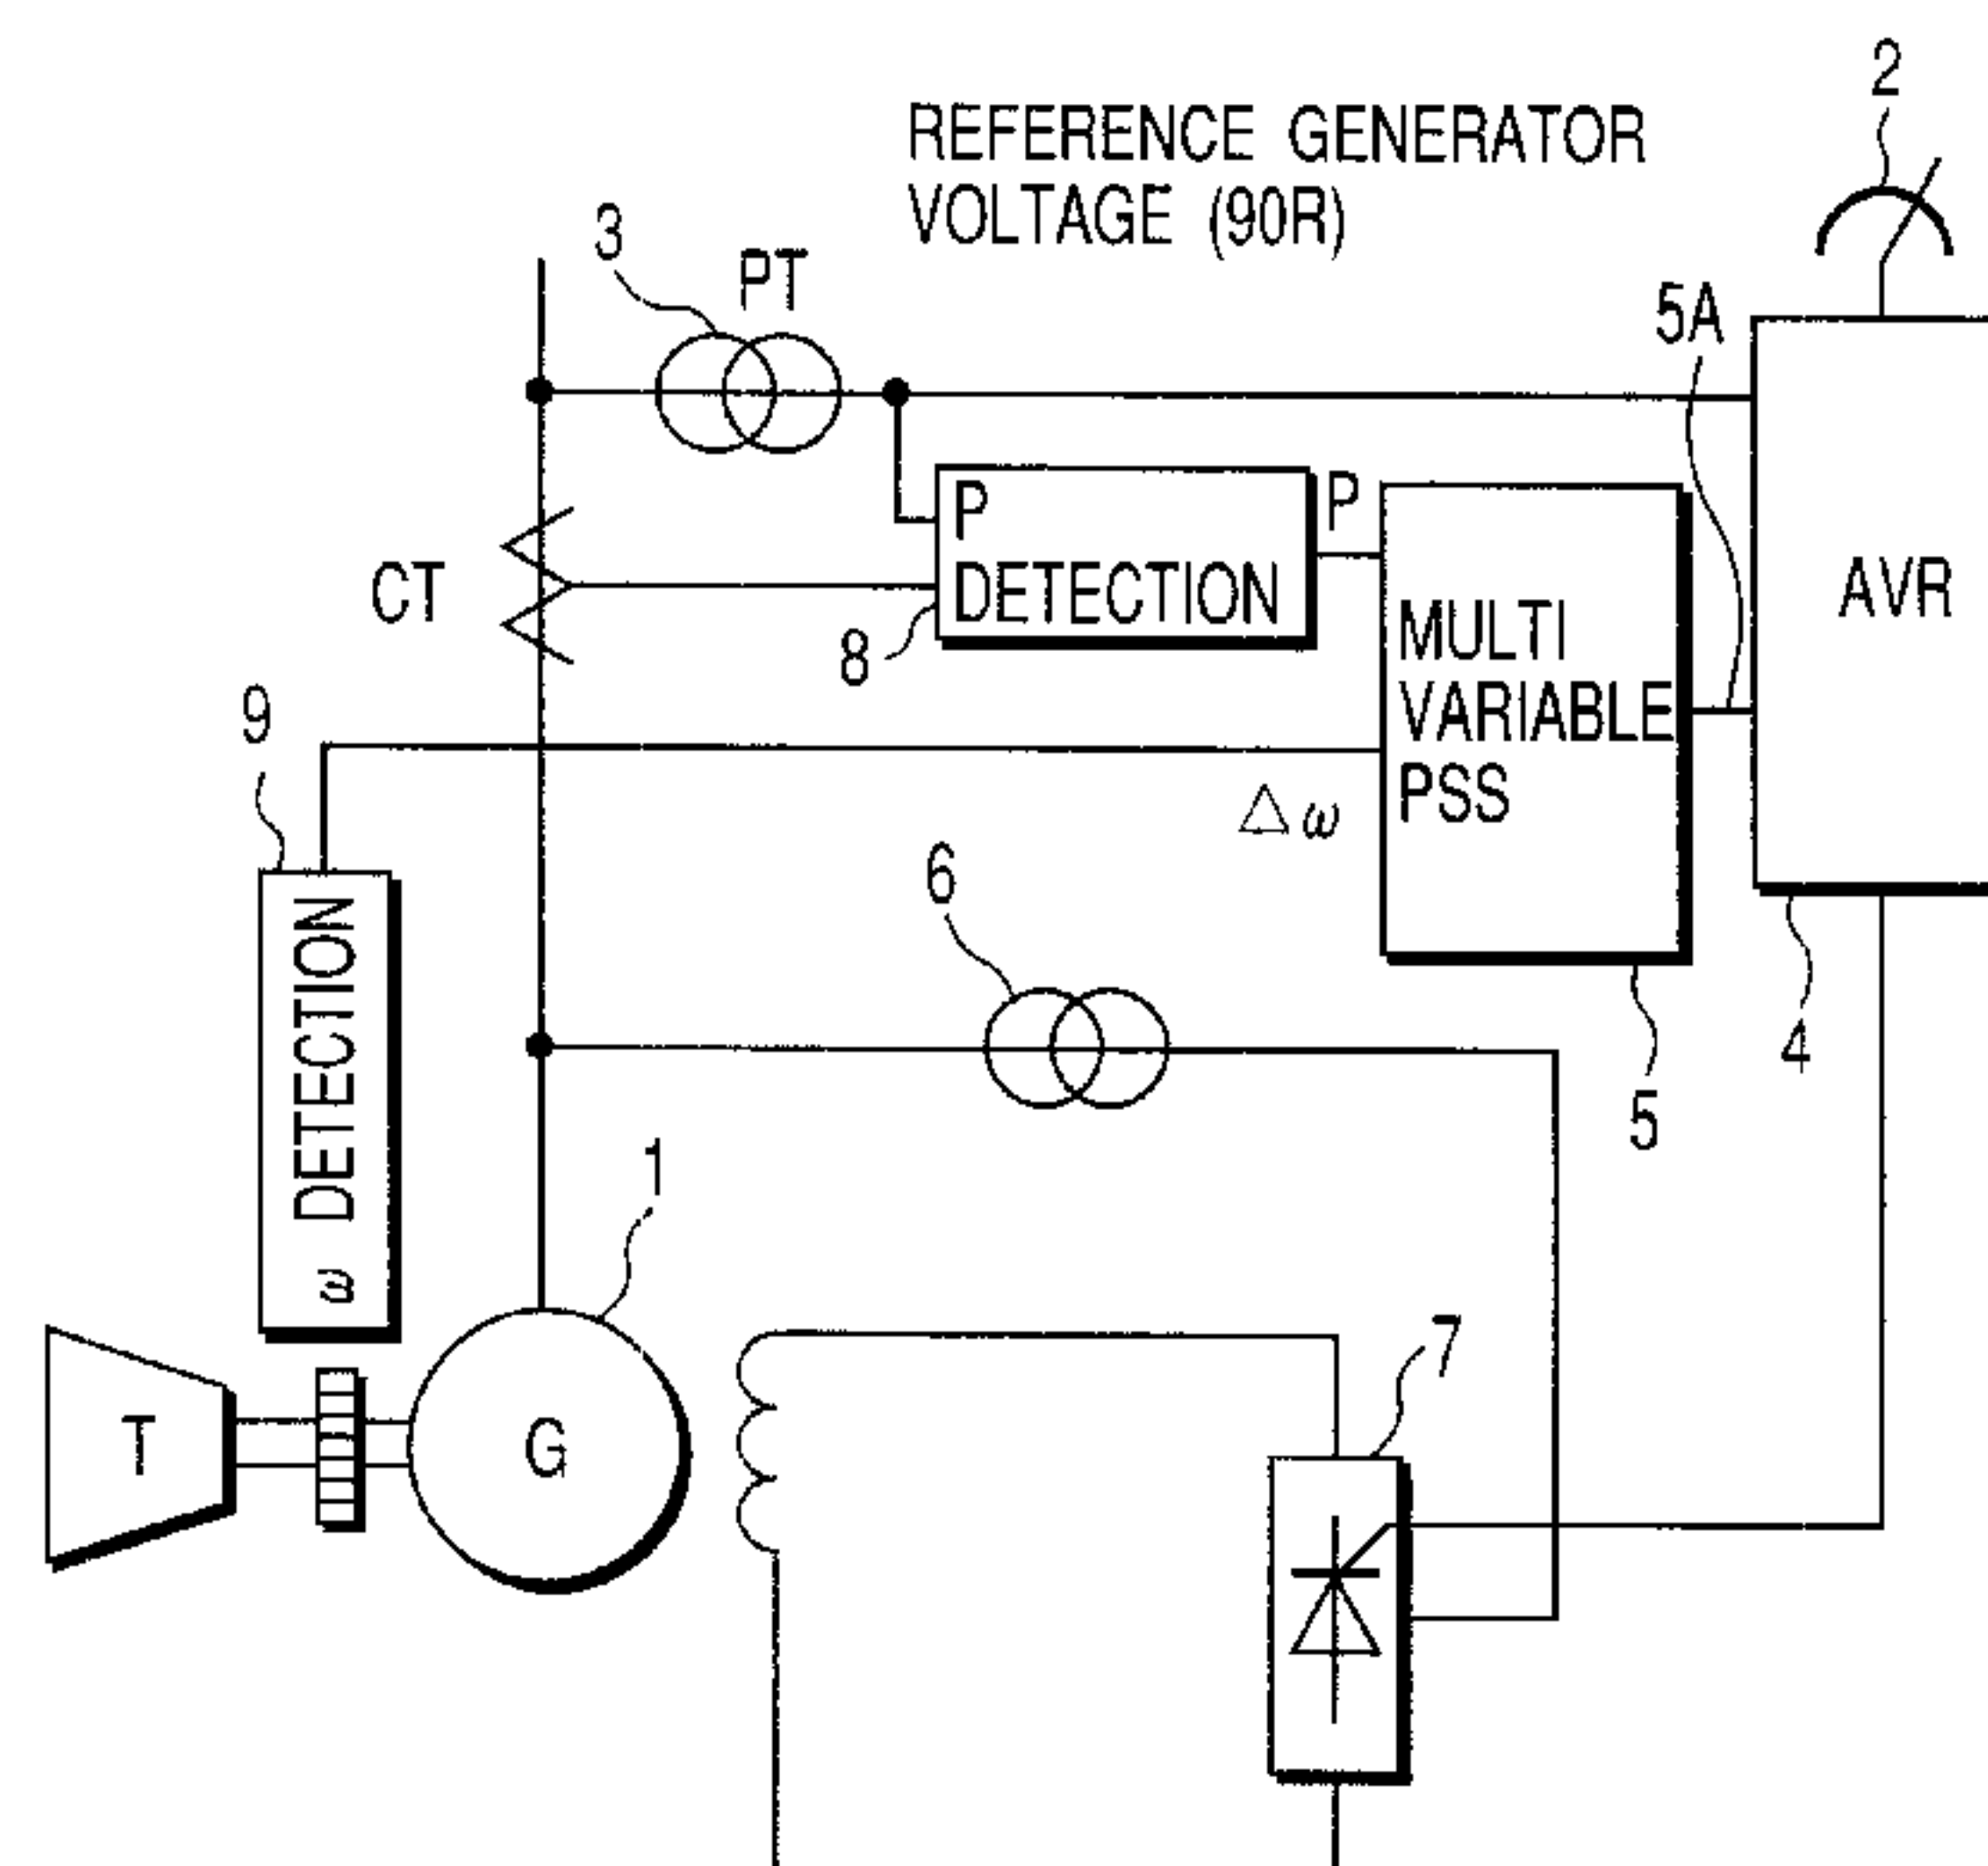 2
REFERENCE GENERATOR
VOLTAGE (90R)
3
PT
5A
P
DETECTION
P
CT
8
AVR
MULTI
VARIABLE
PSS
9
Δω
6
ω DETECTION
4
5
1
7
T
G